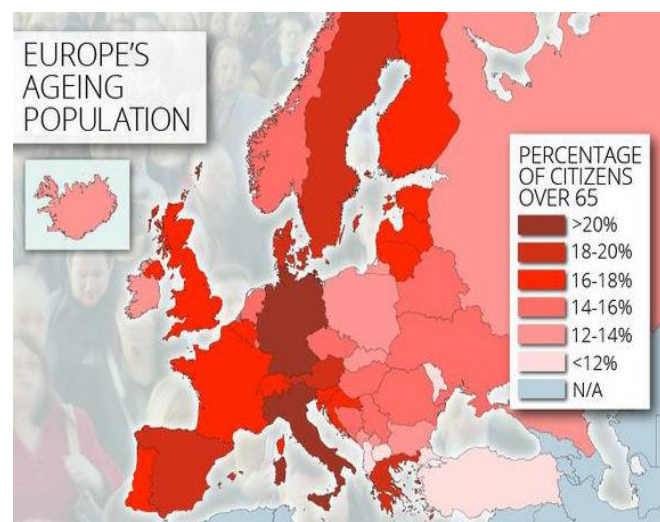 EUROPE'S
AGEING
POPULATION
PERCENTAGE
OF CITIZENS
OVER 65
>20%
18-20%
16-18%
14-16%
12-14%
<12%
N/A